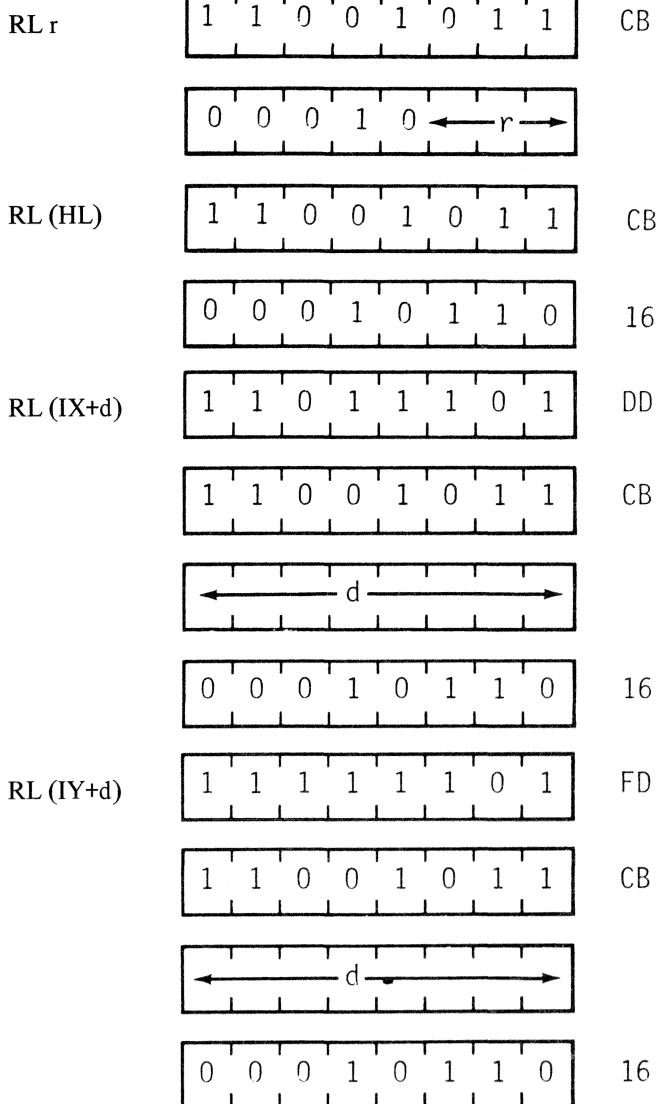 RL r 1 1 0 0 1 0 1 1 CB
0 0 0 1 0 r
RL (HL) 1 1 0 0 1 0 1 1 CB
0 0 0 1 0 1 1 0 16
RL (IX+d) 1 1 0 1 1 1 0 1 DD
1 1 0 0 1 0 1 1 CB
d
0 0 0 1 0 1 1 0 16
RL (IY+d) 1 1 1 1 1 1 0 1 FD
1 1 0 0 1 0 1 1 CB
d
0 0 0 1 0 1 1 0 16